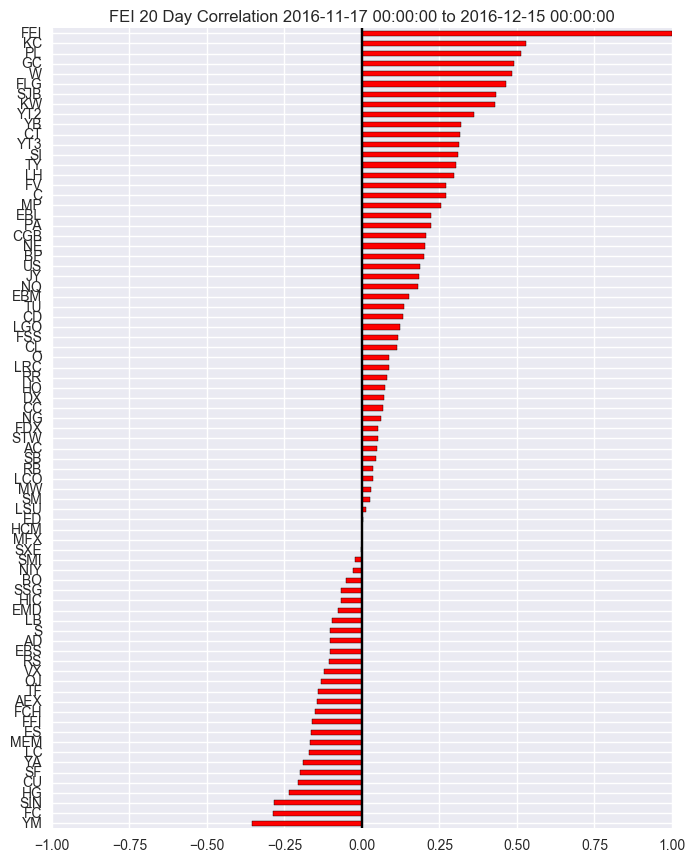 FEI 20 Day Correlation 2016-11-17 00:00:00 to 2016-12-15 00:00:00
FEI
KC
PL
GC
W
FLG
SJB
KW
YT2
YB
CT
YT3
SI
TY
LH
FV
C
MP
EBL
PA
CGB
NE
BP
US
JY
NQ
EBM
TU
CD
LGO
FSS
CL
O
LRC
RR
HO
DX
CC
NG
FDX
STW
AC
SB
RB
LCO
MW
SM
LSU
ED
HCM
MFX
SXE
SMI
NIY
BO
SSG
HIC
EMD
LB
S
AD
EBS
RS
VX
OJ
TF
AEX
FCH
FFI
ES
MEM
LC
YA
SF
CU
HG
SIN
FC
YM
−1.00 −0.75 −0.50 −0.25 0.00 0.25 0.50 0.75 1.00